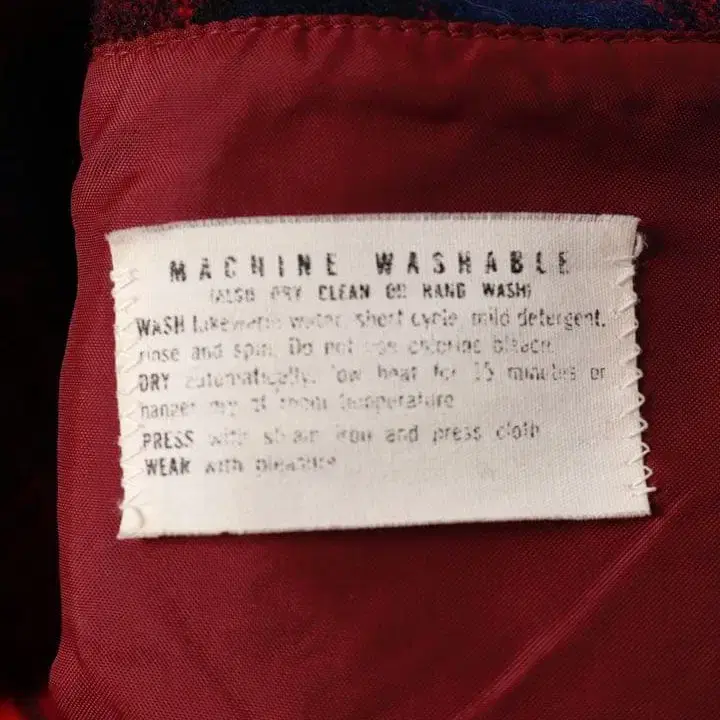 MACHINE WASHABLE
(ALSO DRY CLEAN OR HAND WASH)
WASH Lukewarm water, short cycle, mild detergent,
rinse and spin. Do not use chlorine bleach.
DRY automatically, low heat for 15 minutes or
hanger dry at room temperature
PRESS with steam iron and press cloth
WEAR with pleasure